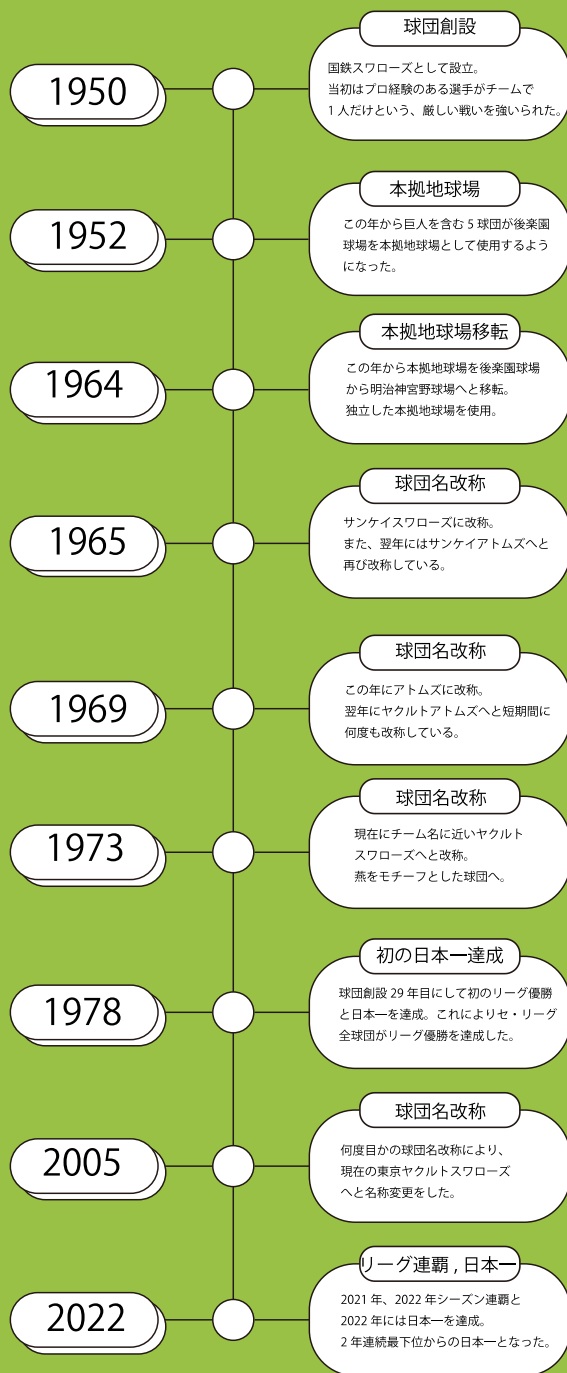 1950
球団創設
国鉄スワローズとして設立。
当初はプロ経験のある選手がチームで
1人だけという、厳しい戦いを強いられた。
1952
本拠地球場
この年から巨人を含む5球団が後楽園
球場を本拠地球場として使用するよう
になった。
1964
本拠地球場移転
この年から本拠地球場を後楽園球場
から明治神宮野球場へと移転。
独立した本拠地球場を使用。
1965
球団名改称
サンケイスワローズに改称。
また、翌年にはサンケイアトムズへと
再び改称している。
1969
球団名改称
この年にアトムズに改称。
翌年にヤクルトアトムズへと短期間に
何度も改称している。
1973
球団名改称
現在にチーム名に近いヤクルト
スワローズへと改称。
燕をモチーフとした球団へ。
1978
初の日本一達成
球団創設29年目にして初のリーグ優勝
と日本一を達成。これによりセ・リーグ
全球団がリーグ優勝を達成した。
2005
球団名改称
何度目かの球団名改称により、
現在の東京ヤクルトスワローズ
へと名称変更をした。
2022
リーグ連覇,日本一
2021年、2022年シーズン連覇と
2022年には日本一を達成。
2年連続最下位からの日本一となった。